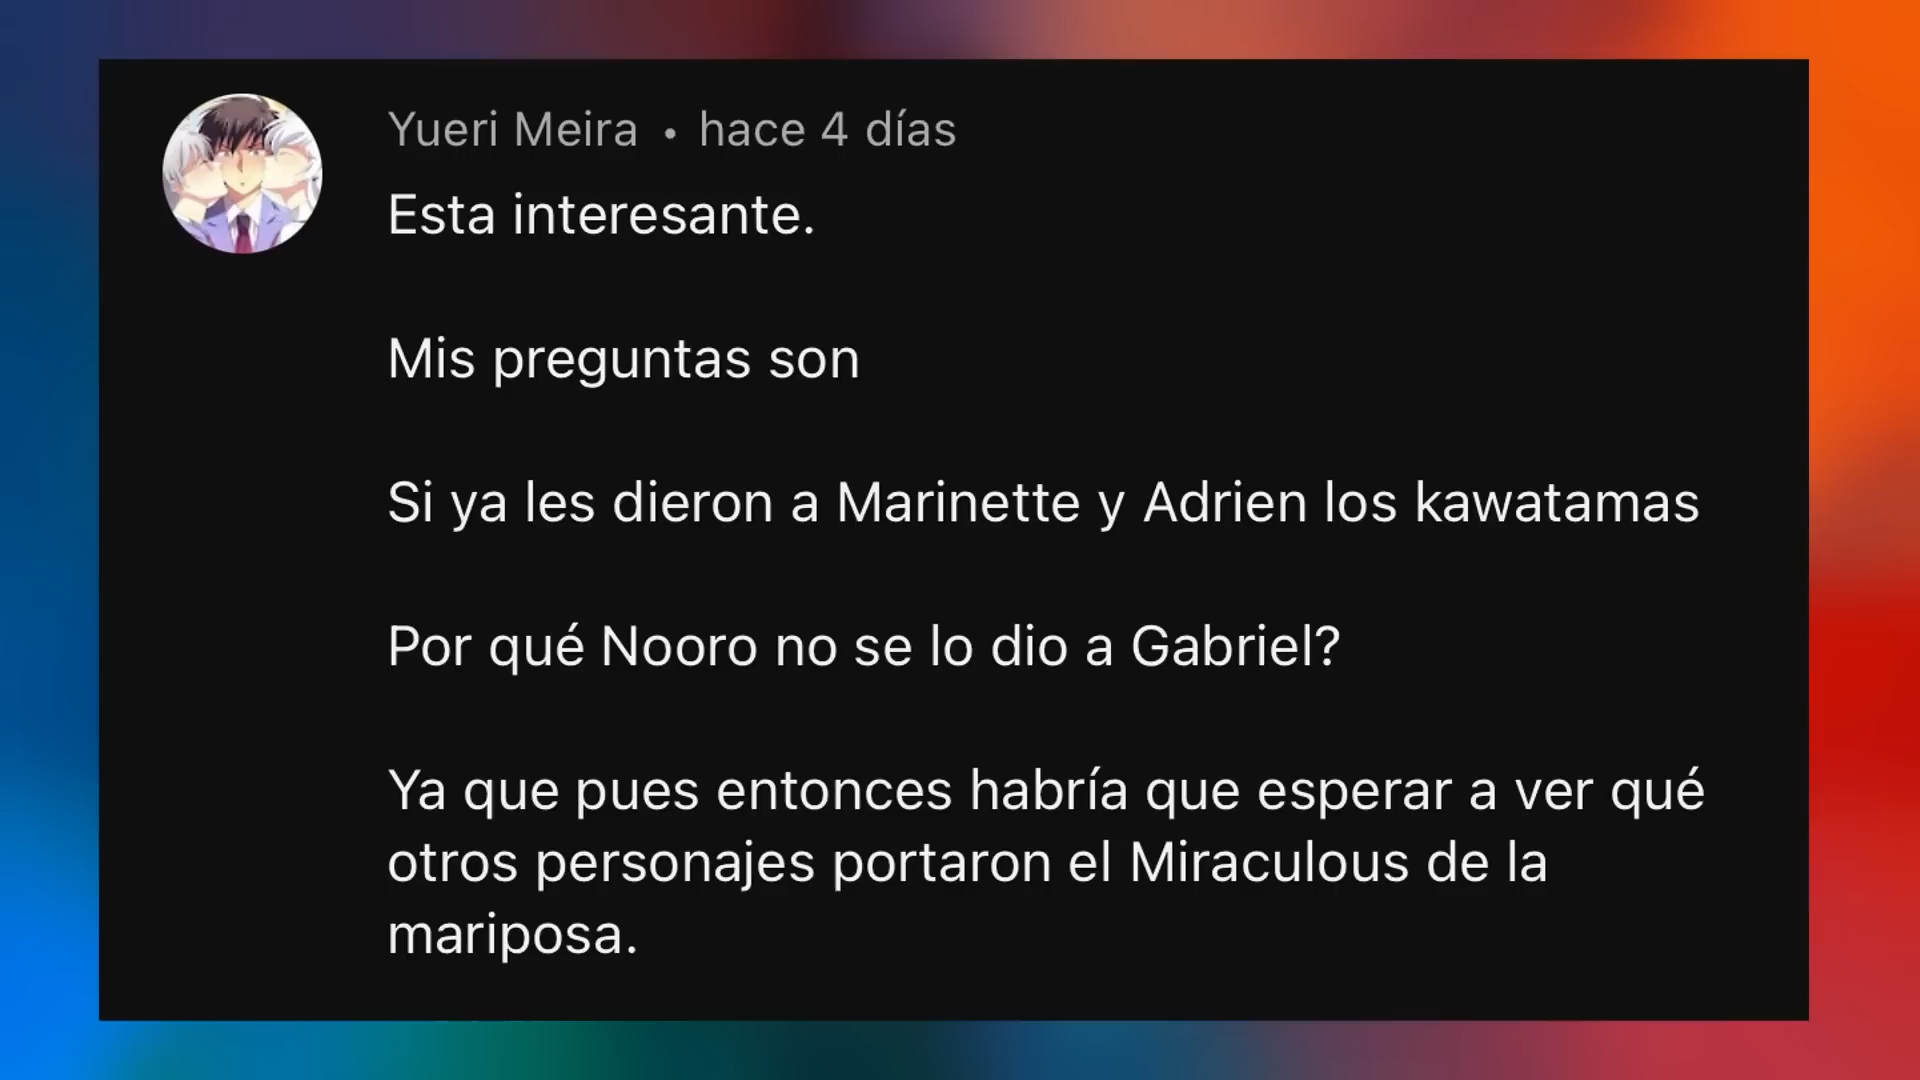 Yueri Meira • hace 4 días
Esta interesante.
Mis preguntas son
Si ya les dieron a Marinette y Adrien los kawatamas
Por qué Nooro no se lo dio a Gabriel?
Ya que pues entonces habría que esperar a ver qué
otros personajes portaron el Miraculous de la
mariposa.